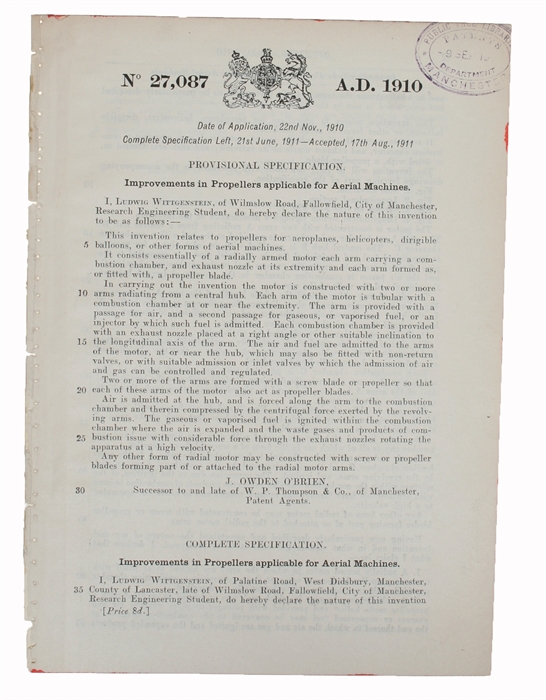 PUBLIC FREE LIBRARIES
PATENTS
DEPARTMENT
MANCHESTER
Nº 27,087
A.D. 1910
Date of Application, 22nd Nov., 1910
Complete Specification Left, 21st June, 1911—Accepted, 17th Aug., 1911
PROVISIONAL SPECIFICATION.
Improvements in Propellers applicable for Aerial Machines.
I, LUDWIG WITTGENSTEIN, of Wilmslow Road, Fallowfield, City of Manchester,
Research Engineering Student, do hereby declare the nature of this invention
to be as follows:—
This invention relates to propellers for aeroplanes, helicopters, dirigible
5 balloons, or other forms of aerial machines.
It consists essentially of a radially armed motor each arm carrying a com-
bustion chamber, and exhaust nozzle at its extremity and each arm formed as,
or fitted with, a propeller blade.
In carrying out the invention the motor is constructed with two or more
10 arms radiating from a central hub. Each arm of the motor is tubular with a
combustion chamber at or near the extremity. The arm is provided with a
passage for air, and a second passage for gaseous, or vaporised fuel, or an
injector by which such fuel is admitted. Each combustion chamber is provided
with an exhaust nozzle placed at a right angle or other suitable inclination to
15 the longitudinal axis of the arm. The air and fuel are admitted to the arms
of the motor, at or near the hub, which may also be fitted with non-return
valves, or with suitable admission or inlet valves by which the admission of air
and gas can be controlled and regulated.
Two or more of the arms are formed with a screw blade or propeller so that
20 each of these arms of the motor also act as propeller blades.
Air is admitted at the hub, and is forced along the arm to the combustion
chamber and therein compressed by the centrifugal force exerted by the revolv-
ing arms. The gaseous or vaporised fuel is ignited within the combustion
chamber where the air is expanded and the waste gases and products of com-
25 bustion issue with considerable force through the exhaust nozzles rotating the
apparatus at a high velocity.
Any other form of radial motor may be constructed with screw or propeller
blades forming part of or attached to the radial motor arms.
J. OWDEN O'BRIEN,
30 Successor to and late of W. P. Thompson & Co., of Manchester,
Patent Agents.
COMPLETE SPECIFICATION.
Improvements in Propellers applicable for Aerial Machines.
I, LUDWIG WITTGENSTEIN, of Palatine Road, West Didsbury, Manchester,
35 County of Lancaster, late of Wilmslow Road, Fallowfield, City of Manchester,
Research Engineering Student, do hereby declare the nature of this invention
[Price 8d.]